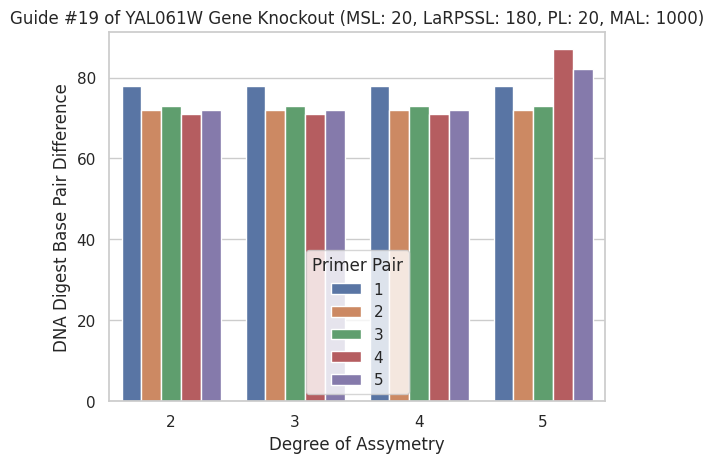 Guide #19 of YAL061W Gene Knockout (MSL: 20, LaRPSSL: 180, PL: 20, MAL: 1000)
DNA Digest Base Pair Difference
80
60
40
20
0
Primer Pair
1
2
3
4
5
2 3 4 5
Degree of Assymetry